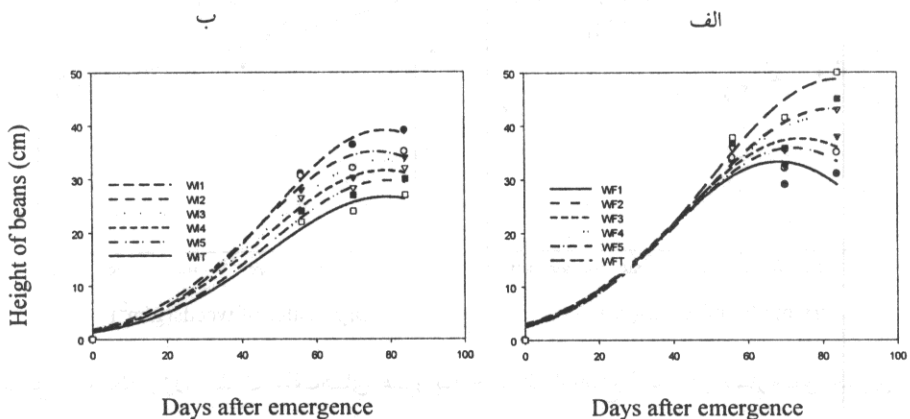 ب
الف
Height of beans (cm)
50
40
30
20
10
0
WI1
WI2
WI3
WI4
WI5
WIT
0 20 40 60 80 100
Days after emergence
50
40
30
20
10
0
WF1
WF2
WF3
WF4
WF5
WFT
0 20 40 60 80 100
Days after emergence